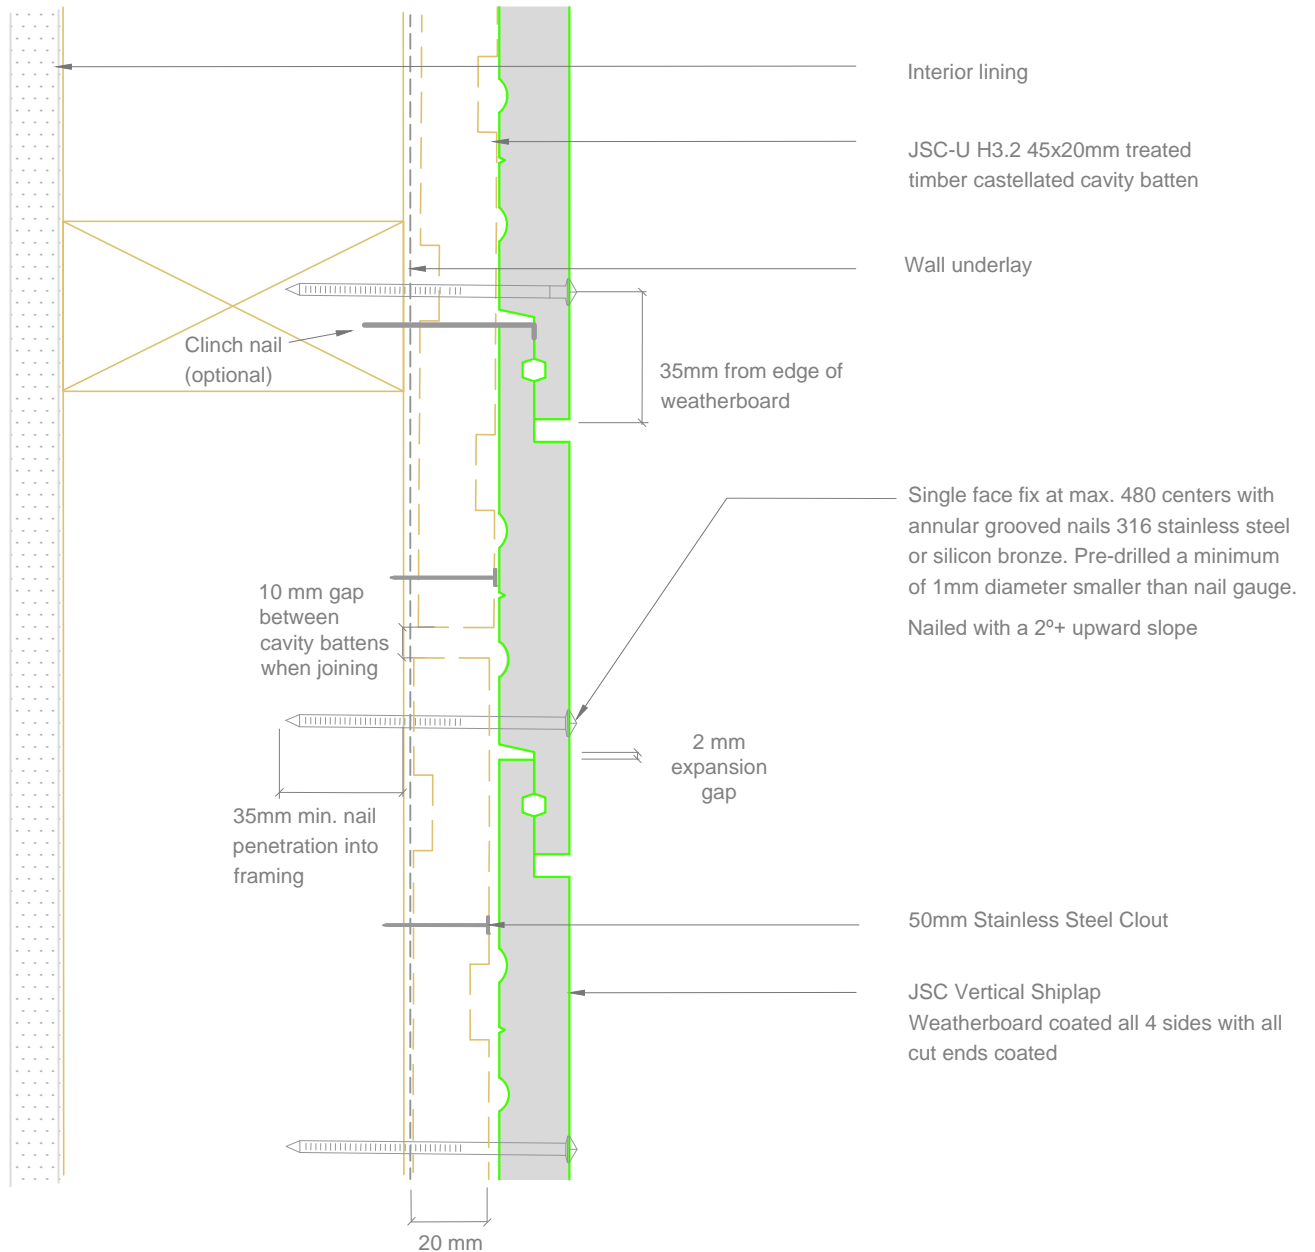 Interior lining
JSC-U H3.2 45x20mm treated
timber castellated cavity batten
Wall underlay
Clinch nail
(optional)
35mm from edge of
weatherboard
Single face fix at max. 480 centers with
annular grooved nails 316 stainless steel
or silicon bronze. Pre-drilled a minimum
of 1mm diameter smaller than nail gauge.
Nailed with a 2º+ upward slope
10 mm gap
between
cavity battens
when joining
2 mm
expansion
gap
35mm min. nail
penetration into
framing
50mm Stainless Steel Clout
JSC Vertical Shiplap
Weatherboard coated all 4 sides with all
cut ends coated
20 mm